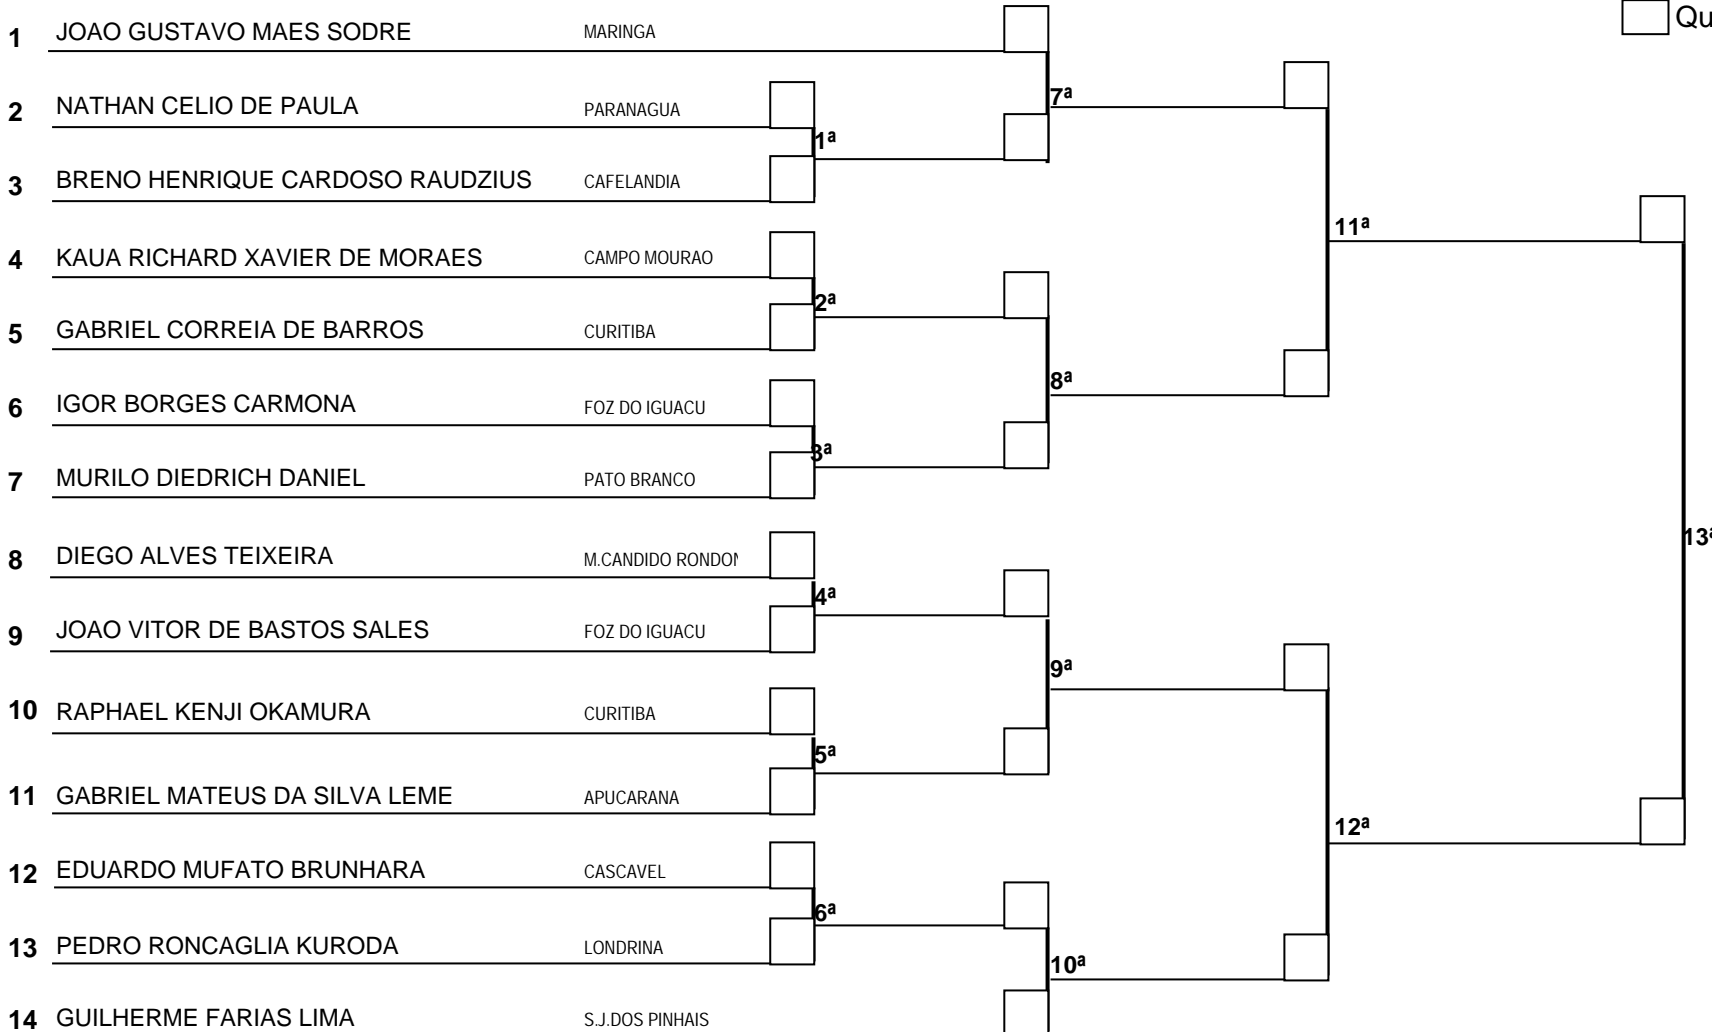 Qu
1 JOAO GUSTAVO MAES SODRE MARINGA
7ª
2 NATHAN CELIO DE PAULA PARANAGUA
1ª
3 BRENO HENRIQUE CARDOSO RAUDZIUS CAFELANDIA
11ª
4 KAUA RICHARD XAVIER DE MORAES CAMPO MOURAO
2ª
5 GABRIEL CORREIA DE BARROS CURITIBA
8ª
6 IGOR BORGES CARMONA FOZ DO IGUACU
3ª
7 MURILO DIEDRICH DANIEL PATO BRANCO
13ª
8 DIEGO ALVES TEIXEIRA M.CANDIDO RONDON
4ª
9 JOAO VITOR DE BASTOS SALES FOZ DO IGUACU
9ª
10 RAPHAEL KENJI OKAMURA CURITIBA
5ª
11 GABRIEL MATEUS DA SILVA LEME APUCARANA
12ª
12 EDUARDO MUFATO BRUNHARA CASCAVEL
6ª
13 PEDRO RONCAGLIA KURODA LONDRINA
10ª
14 GUILHERME FARIAS LIMA S.J.DOS PINHAIS